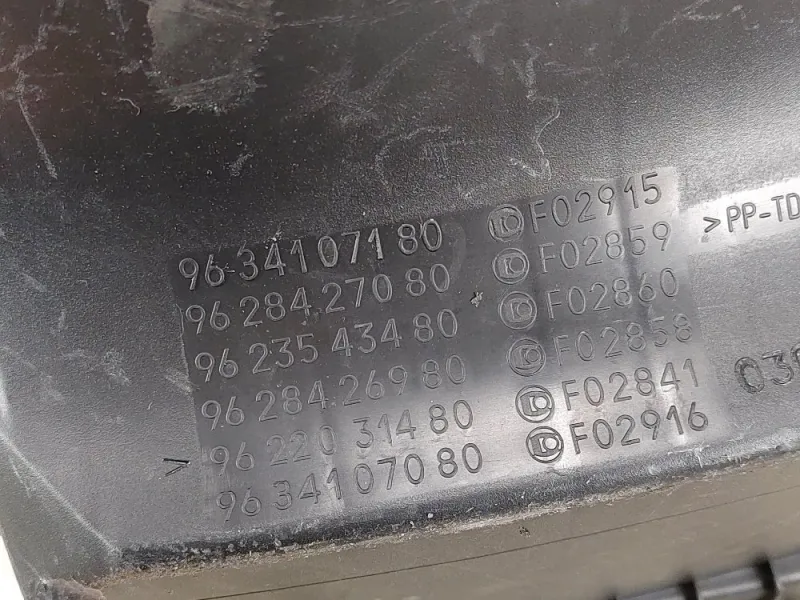 96 341 071 80 F02915
96 284 270 80 F02859
96 235 434 80 F02860
96 284 269 80 F02858
> 96 220 314 80 F02841
96 341 070 80 F02916
>PP-TD
039